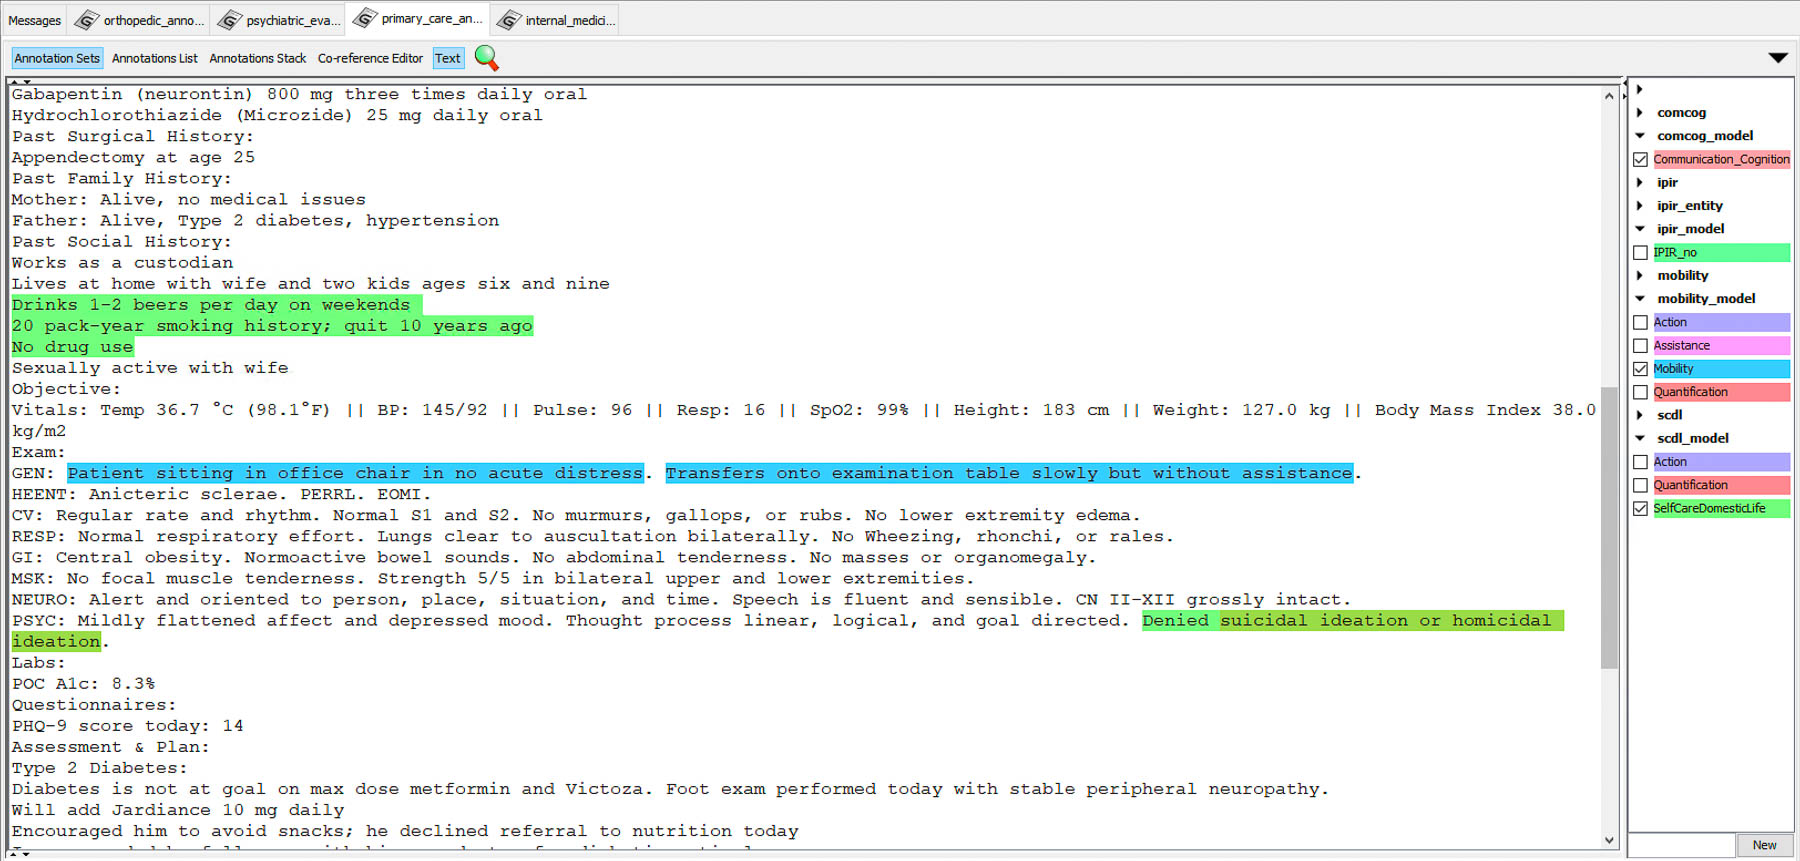 Messages
orthopedic_anno...
psychiatric_eva...
primary_care_an...
internal_medici...
Annotation Sets
Annotations List
Annotations Stack
Co-reference Editor
Text
Gabapentin (neurontin) 800 mg three times daily oral
Hydrochlorothiazide (Microzide) 25 mg daily oral
Past Surgical History:
Appendectomy at age 25
Past Family History:
Mother: Alive, no medical issues
Father: Alive, Type 2 diabetes, hypertension
Past Social History:
Works as a custodian
Lives at home with wife and two kids ages six and nine
Drinks 1-2 beers per day on weekends
20 pack-year smoking history; quit 10 years ago
No drug use
Sexually active with wife
Objective:
Vitals: Temp 36.7 °C (98.1°F) || BP: 145/92 || Pulse: 96 || Resp: 16 || SpO2: 99% || Height: 183 cm || Weight: 127.0 kg || Body Mass Index 38.0
kg/m2
Exam:
GEN: Patient sitting in office chair in no acute distress. Transfers onto examination table slowly but without assistance.
HEENT: Anicteric sclerae. PERRL. EOMI.
CV: Regular rate and rhythm. Normal S1 and S2. No murmurs, gallops, or rubs. No lower extremity edema.
RESP: Normal respiratory effort. Lungs clear to auscultation bilaterally. No Wheezing, rhonchi, or rales.
GI: Central obesity. Normoactive bowel sounds. No abdominal tenderness. No masses or organomegaly.
MSK: No focal muscle tenderness. Strength 5/5 in bilateral upper and lower extremities.
NEURO: Alert and oriented to person, place, situation, and time. Speech is fluent and sensible. CN II-XII grossly intact.
PSYC: Mildly flattened affect and depressed mood. Thought process linear, logical, and goal directed. Denied suicidal ideation or homicidal
ideation.
Labs:
POC A1c: 8.3%
Questionnaires:
PHQ-9 score today: 14
Assessment & Plan:
Type 2 Diabetes:
Diabetes is not at goal on max dose metformin and Victoza. Foot exam performed today with stable peripheral neuropathy.
Will add Jardiance 10 mg daily
Encouraged him to avoid snacks; he declined referral to nutrition today
comcog
comcog_model
Communication_Cognition
ipir
ipir_entity
ipir_model
IPIR_no
mobility
mobility_model
Action
Assistance
Mobility
Quantification
scdl
scdl_model
Action
Quantification
SelfCareDomesticLife
New